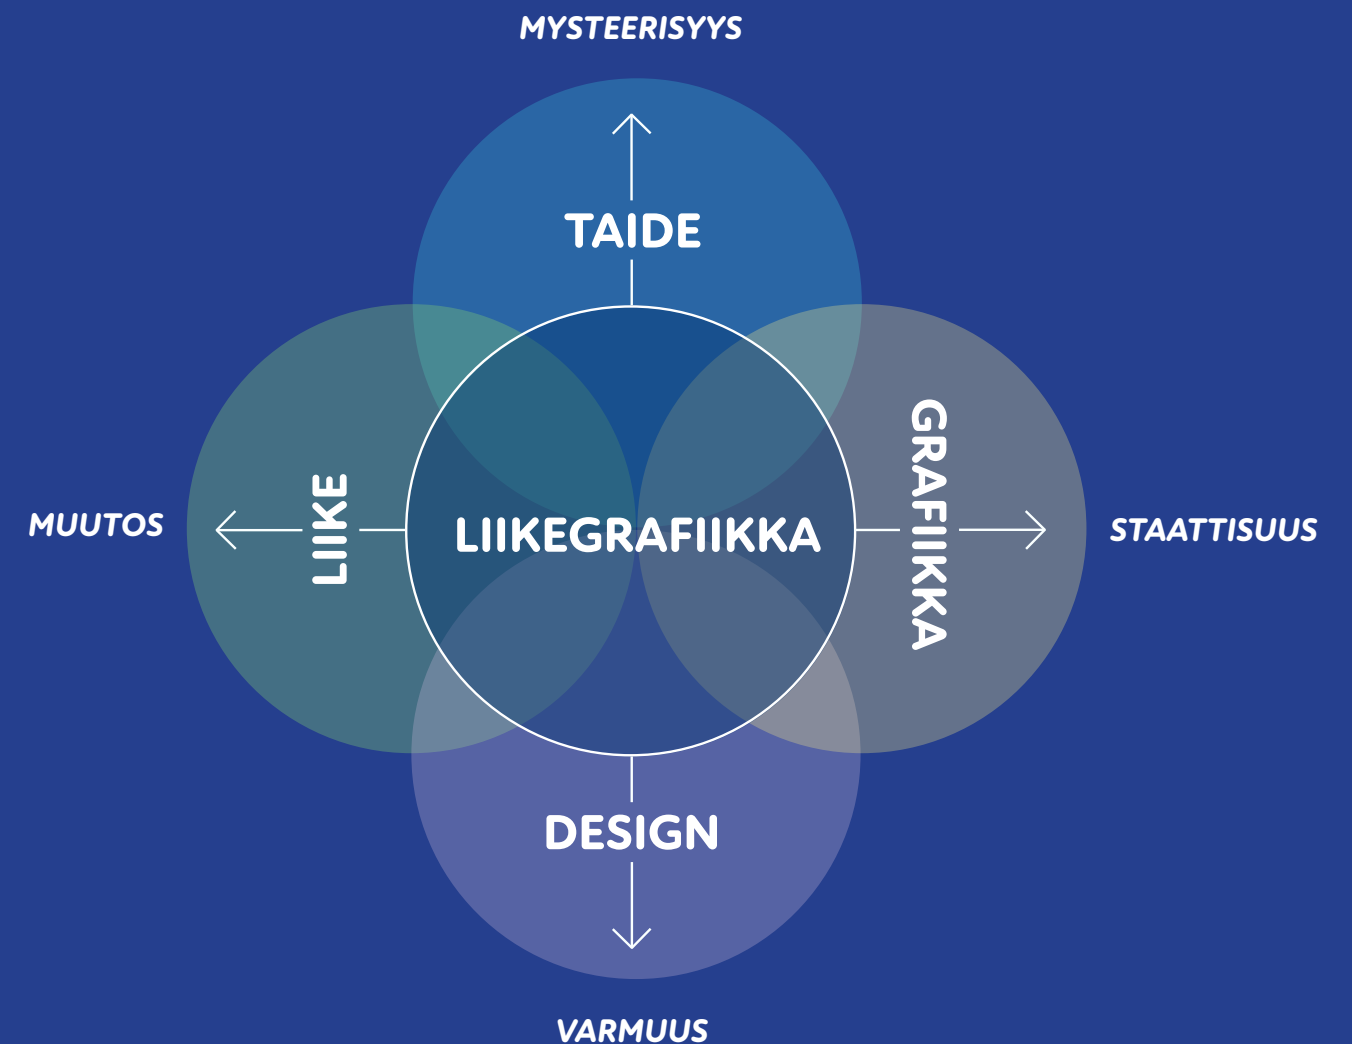 MYSTEERISYYS
TAIDE
MUUTOS
LIIKE
LIIKEGRAFIIKKA
GRAFIIKKA
STAATTISUUS
DESIGN
VARMUUS